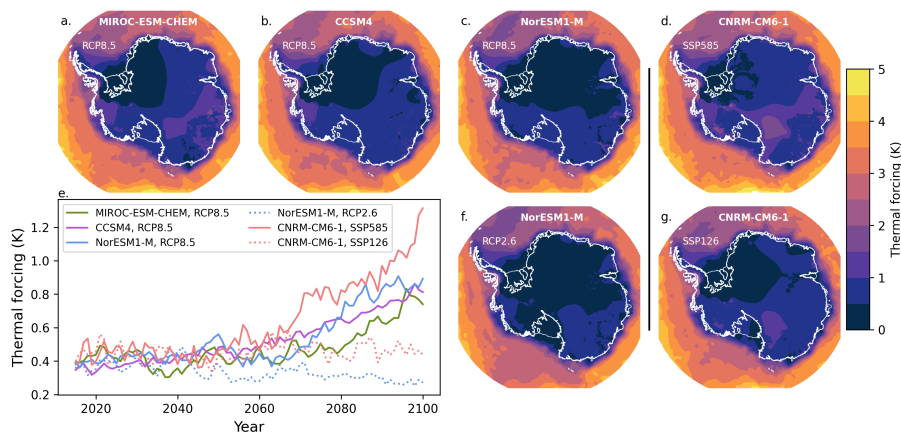 a.
MIROC-ESM-CHEM
RCP8.5
b.
CCSM4
RCP8.5
c.
NorESM1-M
RCP8.5
d.
CNRM-CM6-1
SSP585
5
4
3
2
1
0
Thermal forcing (K)
e.
MIROC-ESM-CHEM, RCP8.5
CCSM4, RCP8.5
NorESM1-M, RCP8.5
NorESM1-M, RCP2.6
CNRM-CM6-1, SSP585
CNRM-CM6-1, SSP126
1.2
1.0
0.8
0.6
0.4
0.2
Thermal forcing (K)
2020
2040
2060
2080
2100
Year
f.
NorESM1-M
RCP2.6
g.
CNRM-CM6-1
SSP126